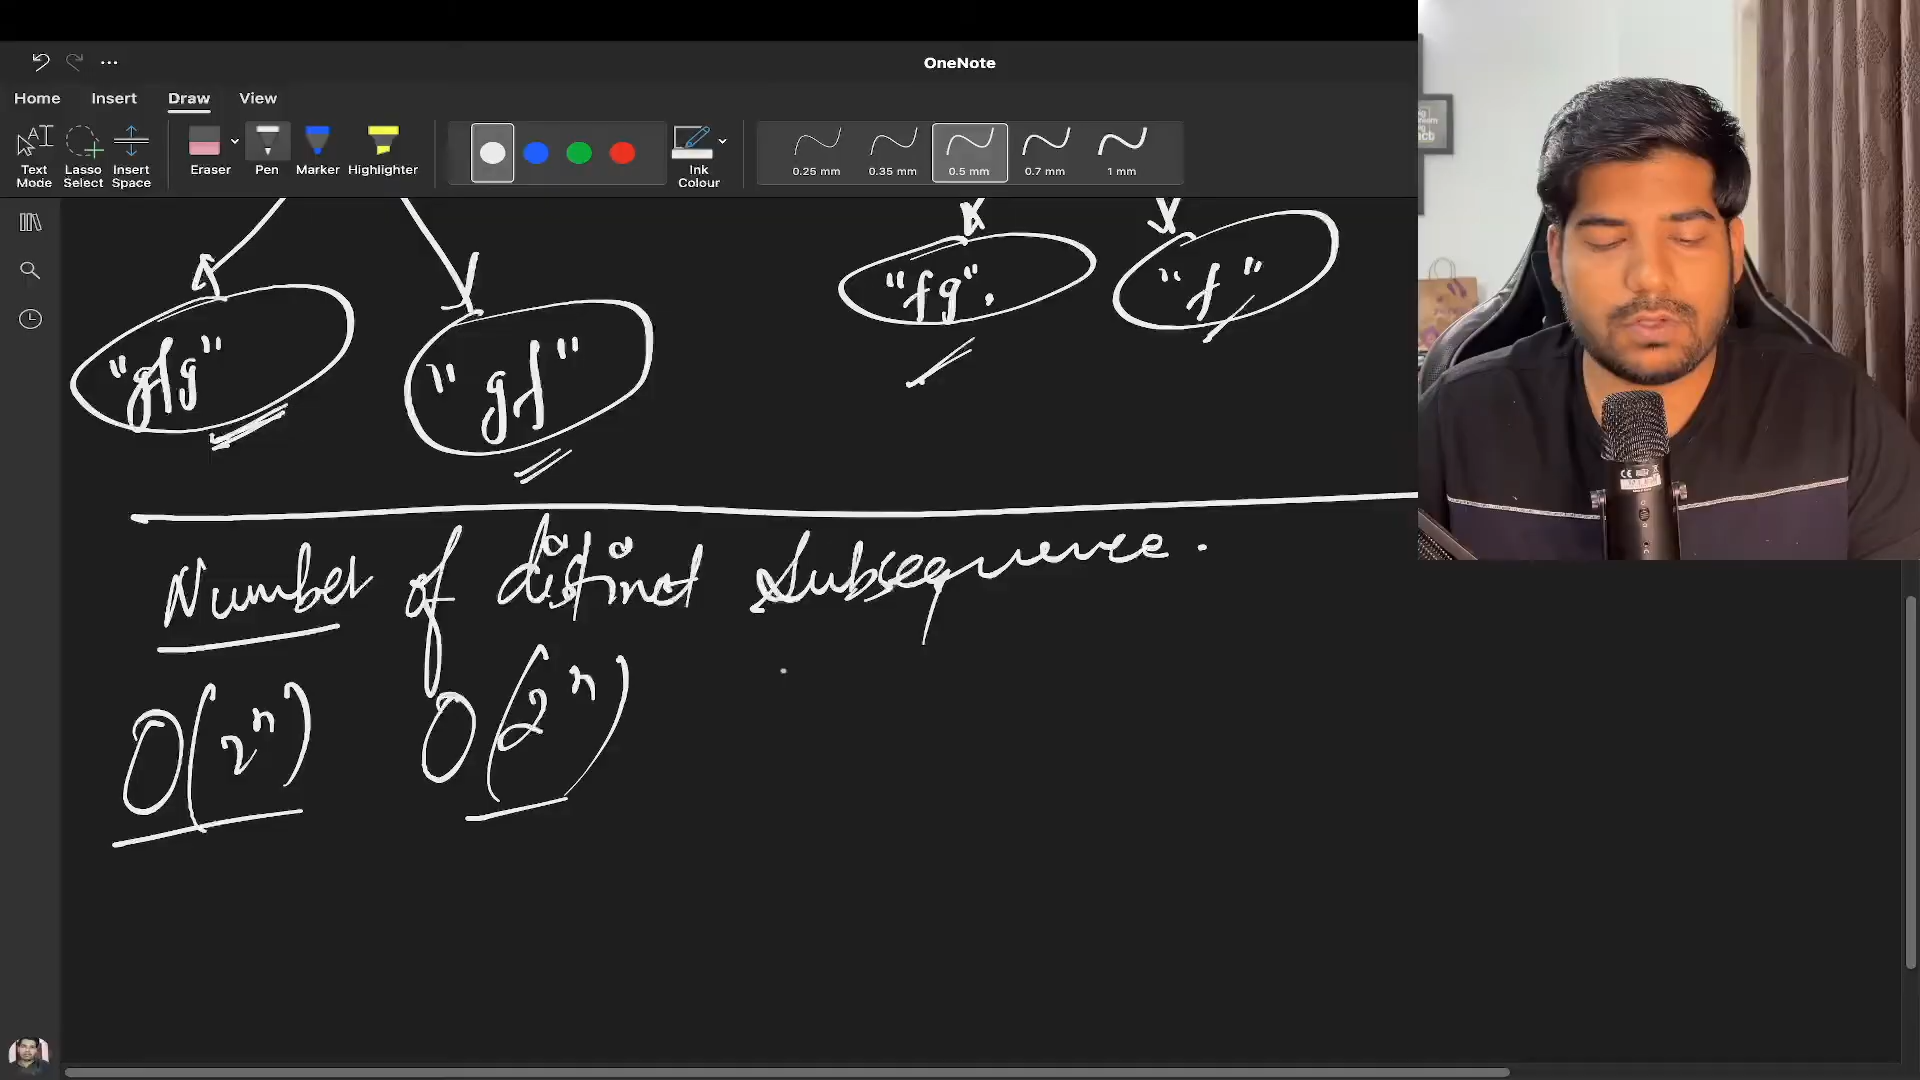 OneNote
Home Insert Draw View
Text Mode Lasso Select Insert Space Eraser Pen Marker Highlighter Ink Colour 0.25 mm 0.35 mm 0.5 mm 0.7 mm 1 mm
"gfg" "gf" "fg". "f"
Number of distinct Subsequence.
O(2^n) O(2^n)